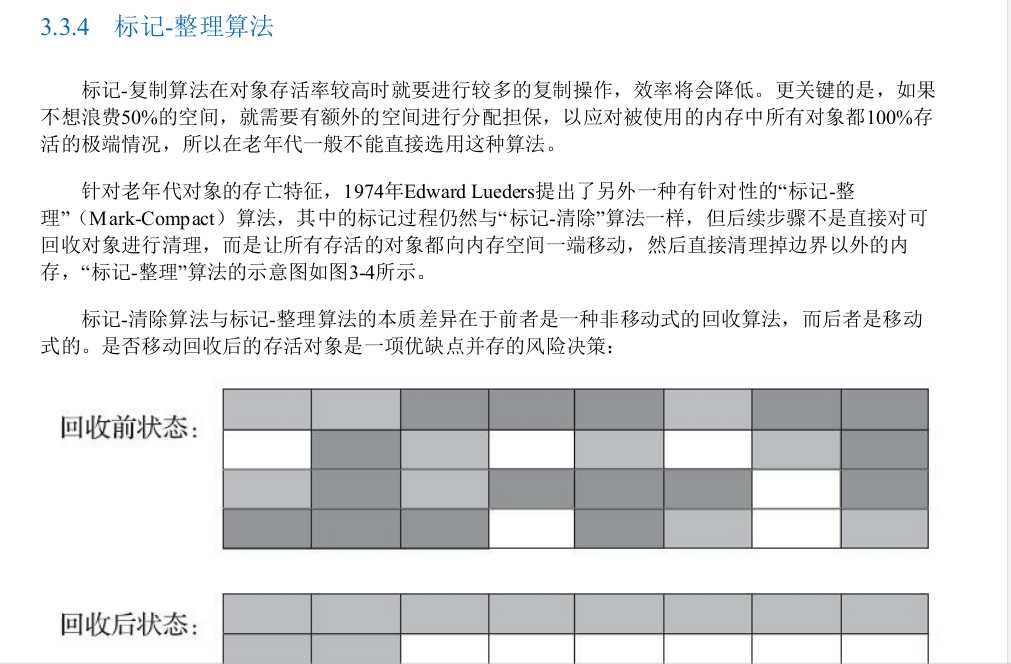 3.3.4 标记-整理算法
标记-复制算法在对象存活率较高时就要进行较多的复制操作，效率将会降低。更关键的是，如果
不想浪费50%的空间，就需要有额外的空间进行分配担保，以应对被使用的内存中所有对象都100%存
活的极端情况，所以在老年代一般不能直接选用这种算法。
针对老年代对象的存亡特征，1974年Edward Lueders提出了另外一种有针对性的“标记-整
理”（Mark-Compact）算法，其中的标记过程仍然与“标记-清除”算法一样，但后续步骤不是直接对可
回收对象进行清理，而是让所有存活的对象都向内存空间一端移动，然后直接清理掉边界以外的内
存，“标记-整理”算法的示意图如图3-4所示。
标记-清除算法与标记-整理算法的本质差异在于前者是一种非移动式的回收算法，而后者是移动
式的。是否移动回收后的存活对象是一项优缺点并存的风险决策：
回收前状态：
回收后状态：